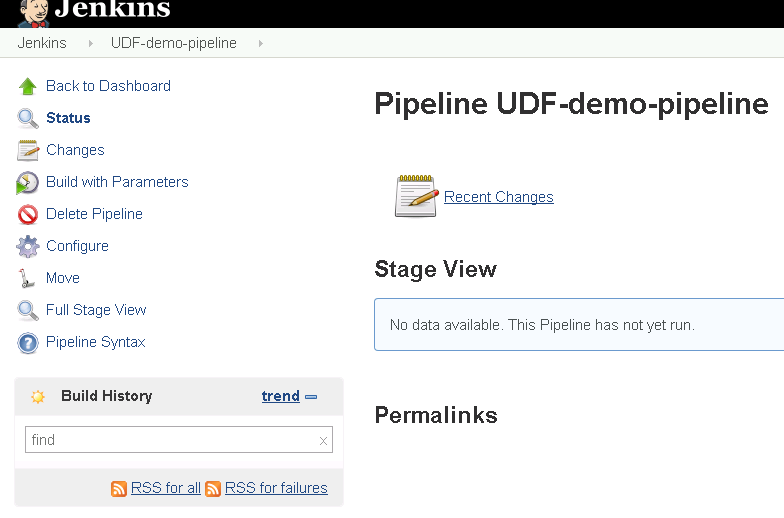 Jenkins
Jenkins UDF-demo-pipeline
Back to Dashboard
Status
Changes
Build with Parameters
Delete Pipeline
Configure
Move
Full Stage View
Pipeline Syntax
Build History trend
find x
RSS for all RSS for failures
Pipeline UDF-demo-pipeline
Recent Changes
Stage View
No data available. This Pipeline has not yet run.
Permalinks